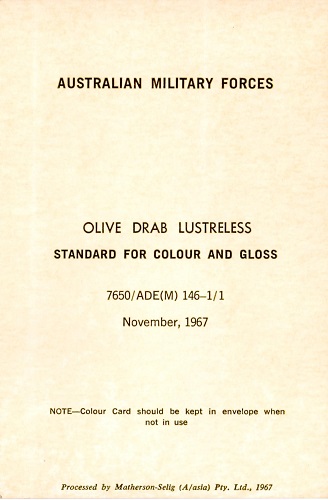 AUSTRALIAN MILITARY FORCES
OLIVE DRAB LUSTRELESS
STANDARD FOR COLOUR AND GLOSS
7650/ADE(M) 146–1/1
November, 1967
NOTE—Colour Card should be kept in envelope when
not in use
Processed by Matherson-Selig (A/asia) Pty. Ltd., 1967